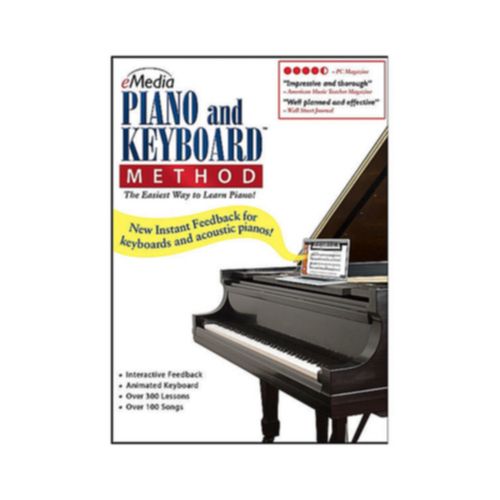 eMedia
PIANO and
KEYBOARD™
METHOD
The Easiest Way to Learn Piano!
– PC Magazine
"Impressive and thorough"
– American Music Teacher Magazine
"Well planned and effective"
– Wall Street Journal
New Instant Feedback for
keyboards and acoustic pianos!
• Interactive Feedback
• Animated Keyboard
• Over 300 Lessons
• Over 100 Songs